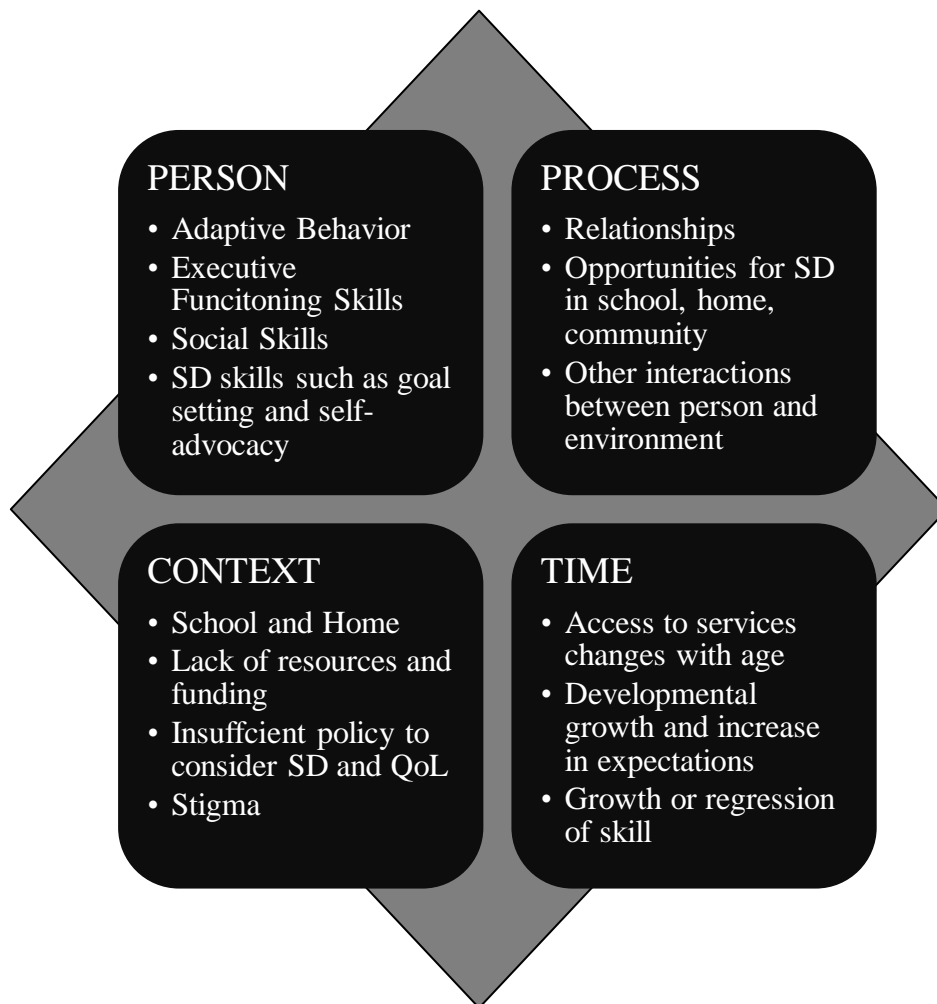 PERSON
• Adaptive Behavior
• Executive
Funcitoning Skills
• Social Skills
• SD skills such as goal
setting and self-
advocacy
PROCESS
• Relationships
• Opportunities for SD
in school, home,
community
• Other interactions
between person and
environment
CONTEXT
• School and Home
• Lack of resources and
funding
• Insuffcient policy to
consider SD and QoL
• Stigma
TIME
• Access to services
changes with age
• Developmental
growth and increase
in expectations
• Growth or regression
of skill